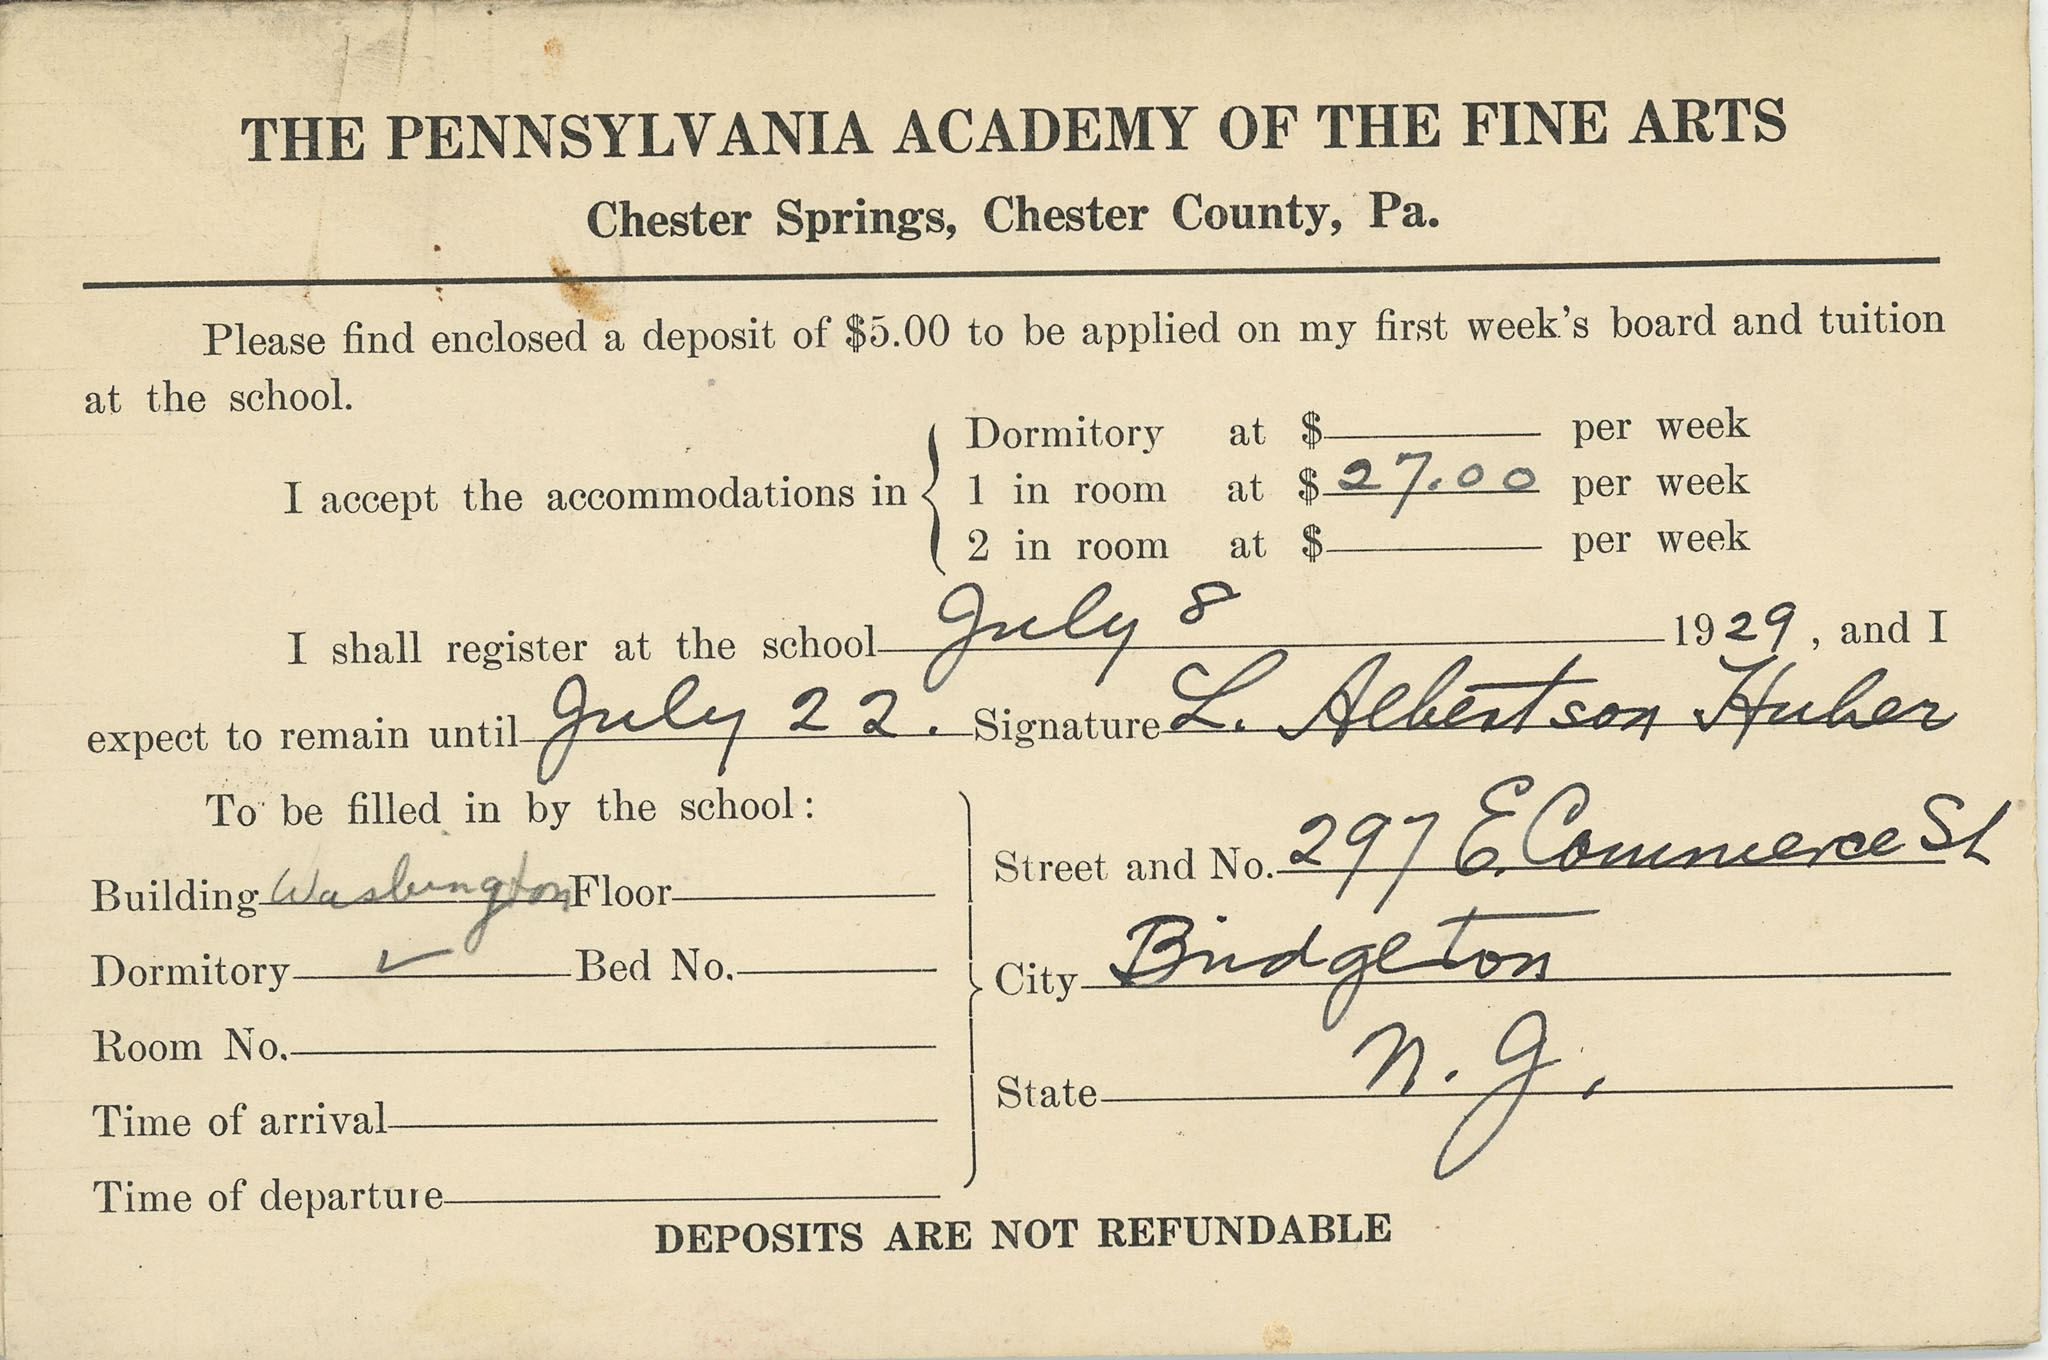 THE PENNSYLVANIA ACADEMY OF THE FINE ARTS
Chester Springs, Chester County, Pa.
Please find enclosed a deposit of $5.00 to be applied on my first week's board and tuition
at the school.
I accept the accommodations in
Dormitory at $ per week
1 in room at $ 27.00 per week
2 in room at $ per week
I shall register at the school July 8 1929, and I
expect to remain until July 22. Signature L. Albertson Huber
To be filled in by the school:
Building Washington Floor
Dormitory ✓ Bed No.
Room No.
Time of arrival
Time of departure
Street and No. 297 E. Commerce St
City Bridgeton
State N. J.
DEPOSITS ARE NOT REFUNDABLE